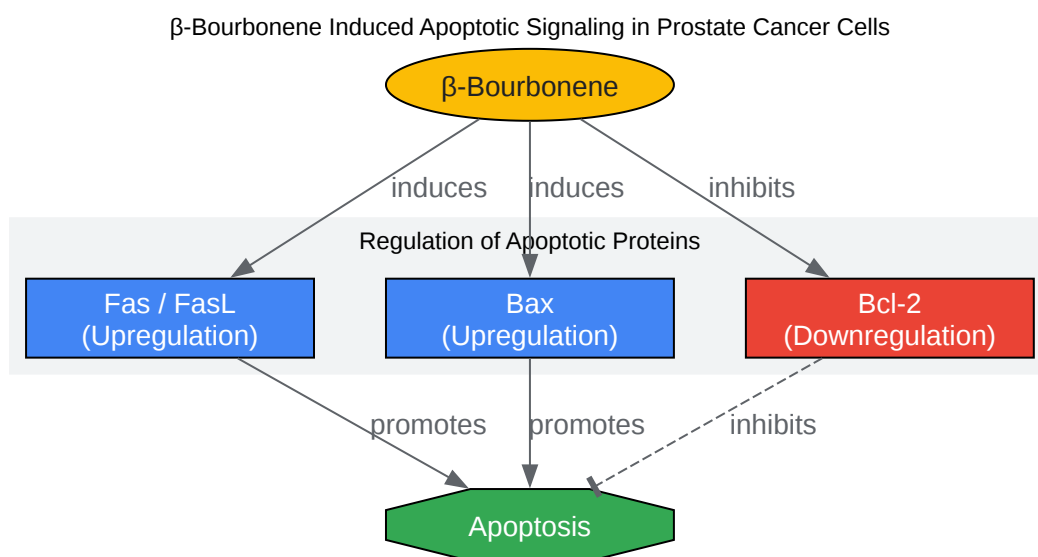 β-Bourbonene Induced Apoptotic Signaling in Prostate Cancer Cells
β-Bourbonene
induces
induces
inhibits
Regulation of Apoptotic Proteins
Fas / FasL
(Upregulation)
Bax
(Upregulation)
Bcl-2
(Downregulation)
promotes
promotes
inhibits
Apoptosis